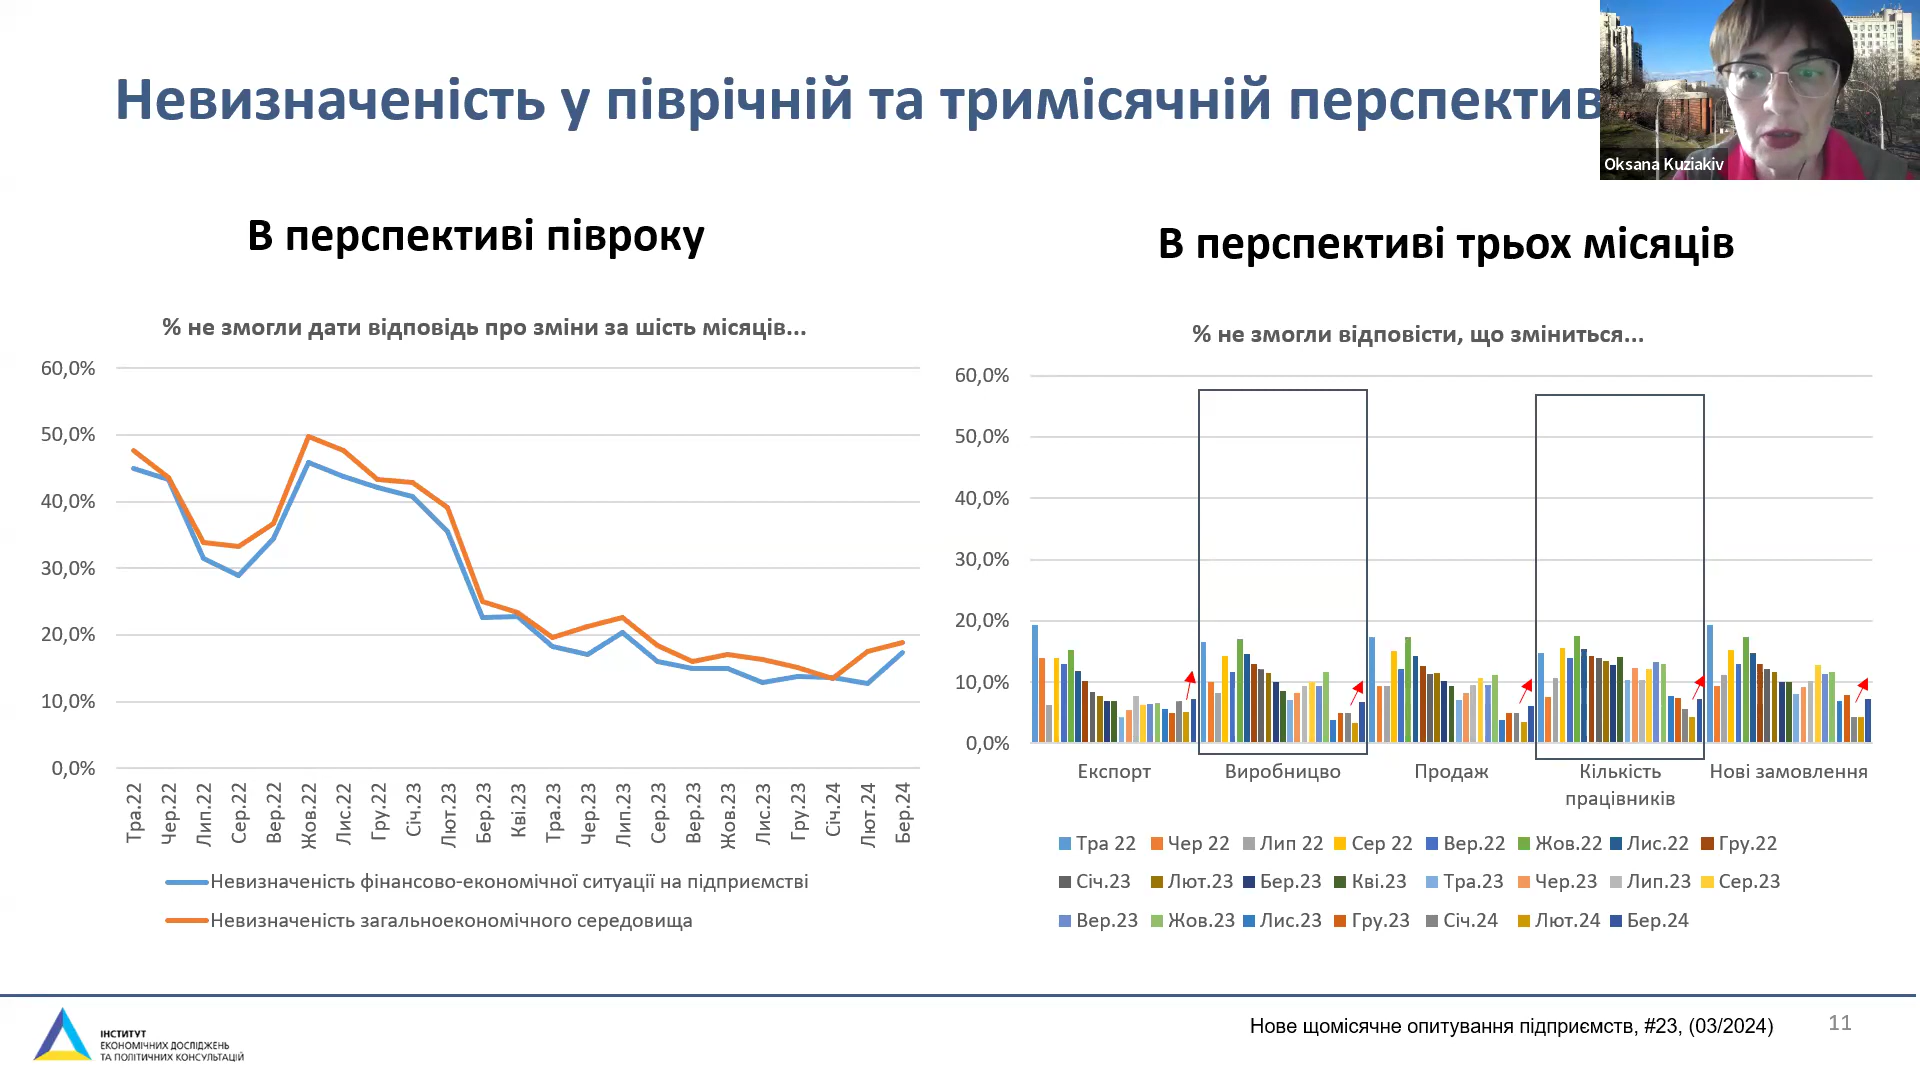 Невизначеність у піврічній та тримісячній перспектив
Oksana Kuziakiv
В перспективі півроку
В перспективі трьох місяців
% не змогли дати відповідь про зміни за шість місяців...
60,0%
50,0%
40,0%
30,0%
20,0%
10,0%
0,0%
Тра.22 Чер.22 Лип.22 Сер.22 Вер.22 Жов.22 Лис.22 Гру.22 Січ.23 Лют.23 Бер.23 Кві.23 Тра.23 Чер.23 Лип.23 Сер.23 Вер.23 Жов.23 Лис.23 Гру.23 Січ.24 Лют.24 Бер.24
Невизначеність фінансово-економічної ситуації на підприємстві
Невизначеність загальноекономічного середовища
% не змогли відповісти, що зміниться...
60,0%
50,0%
40,0%
30,0%
20,0%
10,0%
0,0%
Експорт Виробницво Продаж Кількість Нові замовлення
працівників
Тра 22 Чер 22 Лип 22 Сер 22 Вер.22 Жов.22 Лис.22 Гру.22
Січ.23 Лют.23 Бер.23 Кві.23 Тра.23 Чер.23 Лип.23 Сер.23
Вер.23 Жов.23 Лис.23 Гру.23 Січ.24 Лют.24 Бер.24
ІНСТИТУТ
ЕКОНОМІЧНИХ ДОСЛІДЖЕНЬ
ТА ПОЛІТИЧНИХ КОНСУЛЬТАЦІЙ
Нове щомісячне опитування підприємств, #23, (03/2024)
11